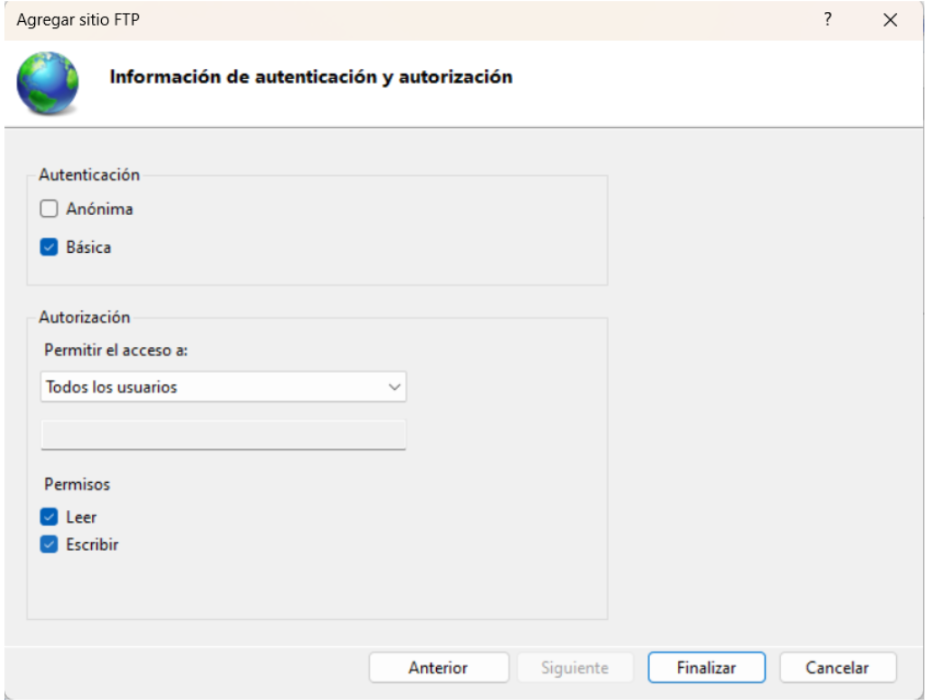 Agregar sitio FTP ?
Información de autenticación y autorización
Autenticación
Anónima
Básica
Autorización
Permitir el acceso a:
Todos los usuarios
Permisos
Leer
Escribir
Anterior Siguiente Finalizar Cancelar